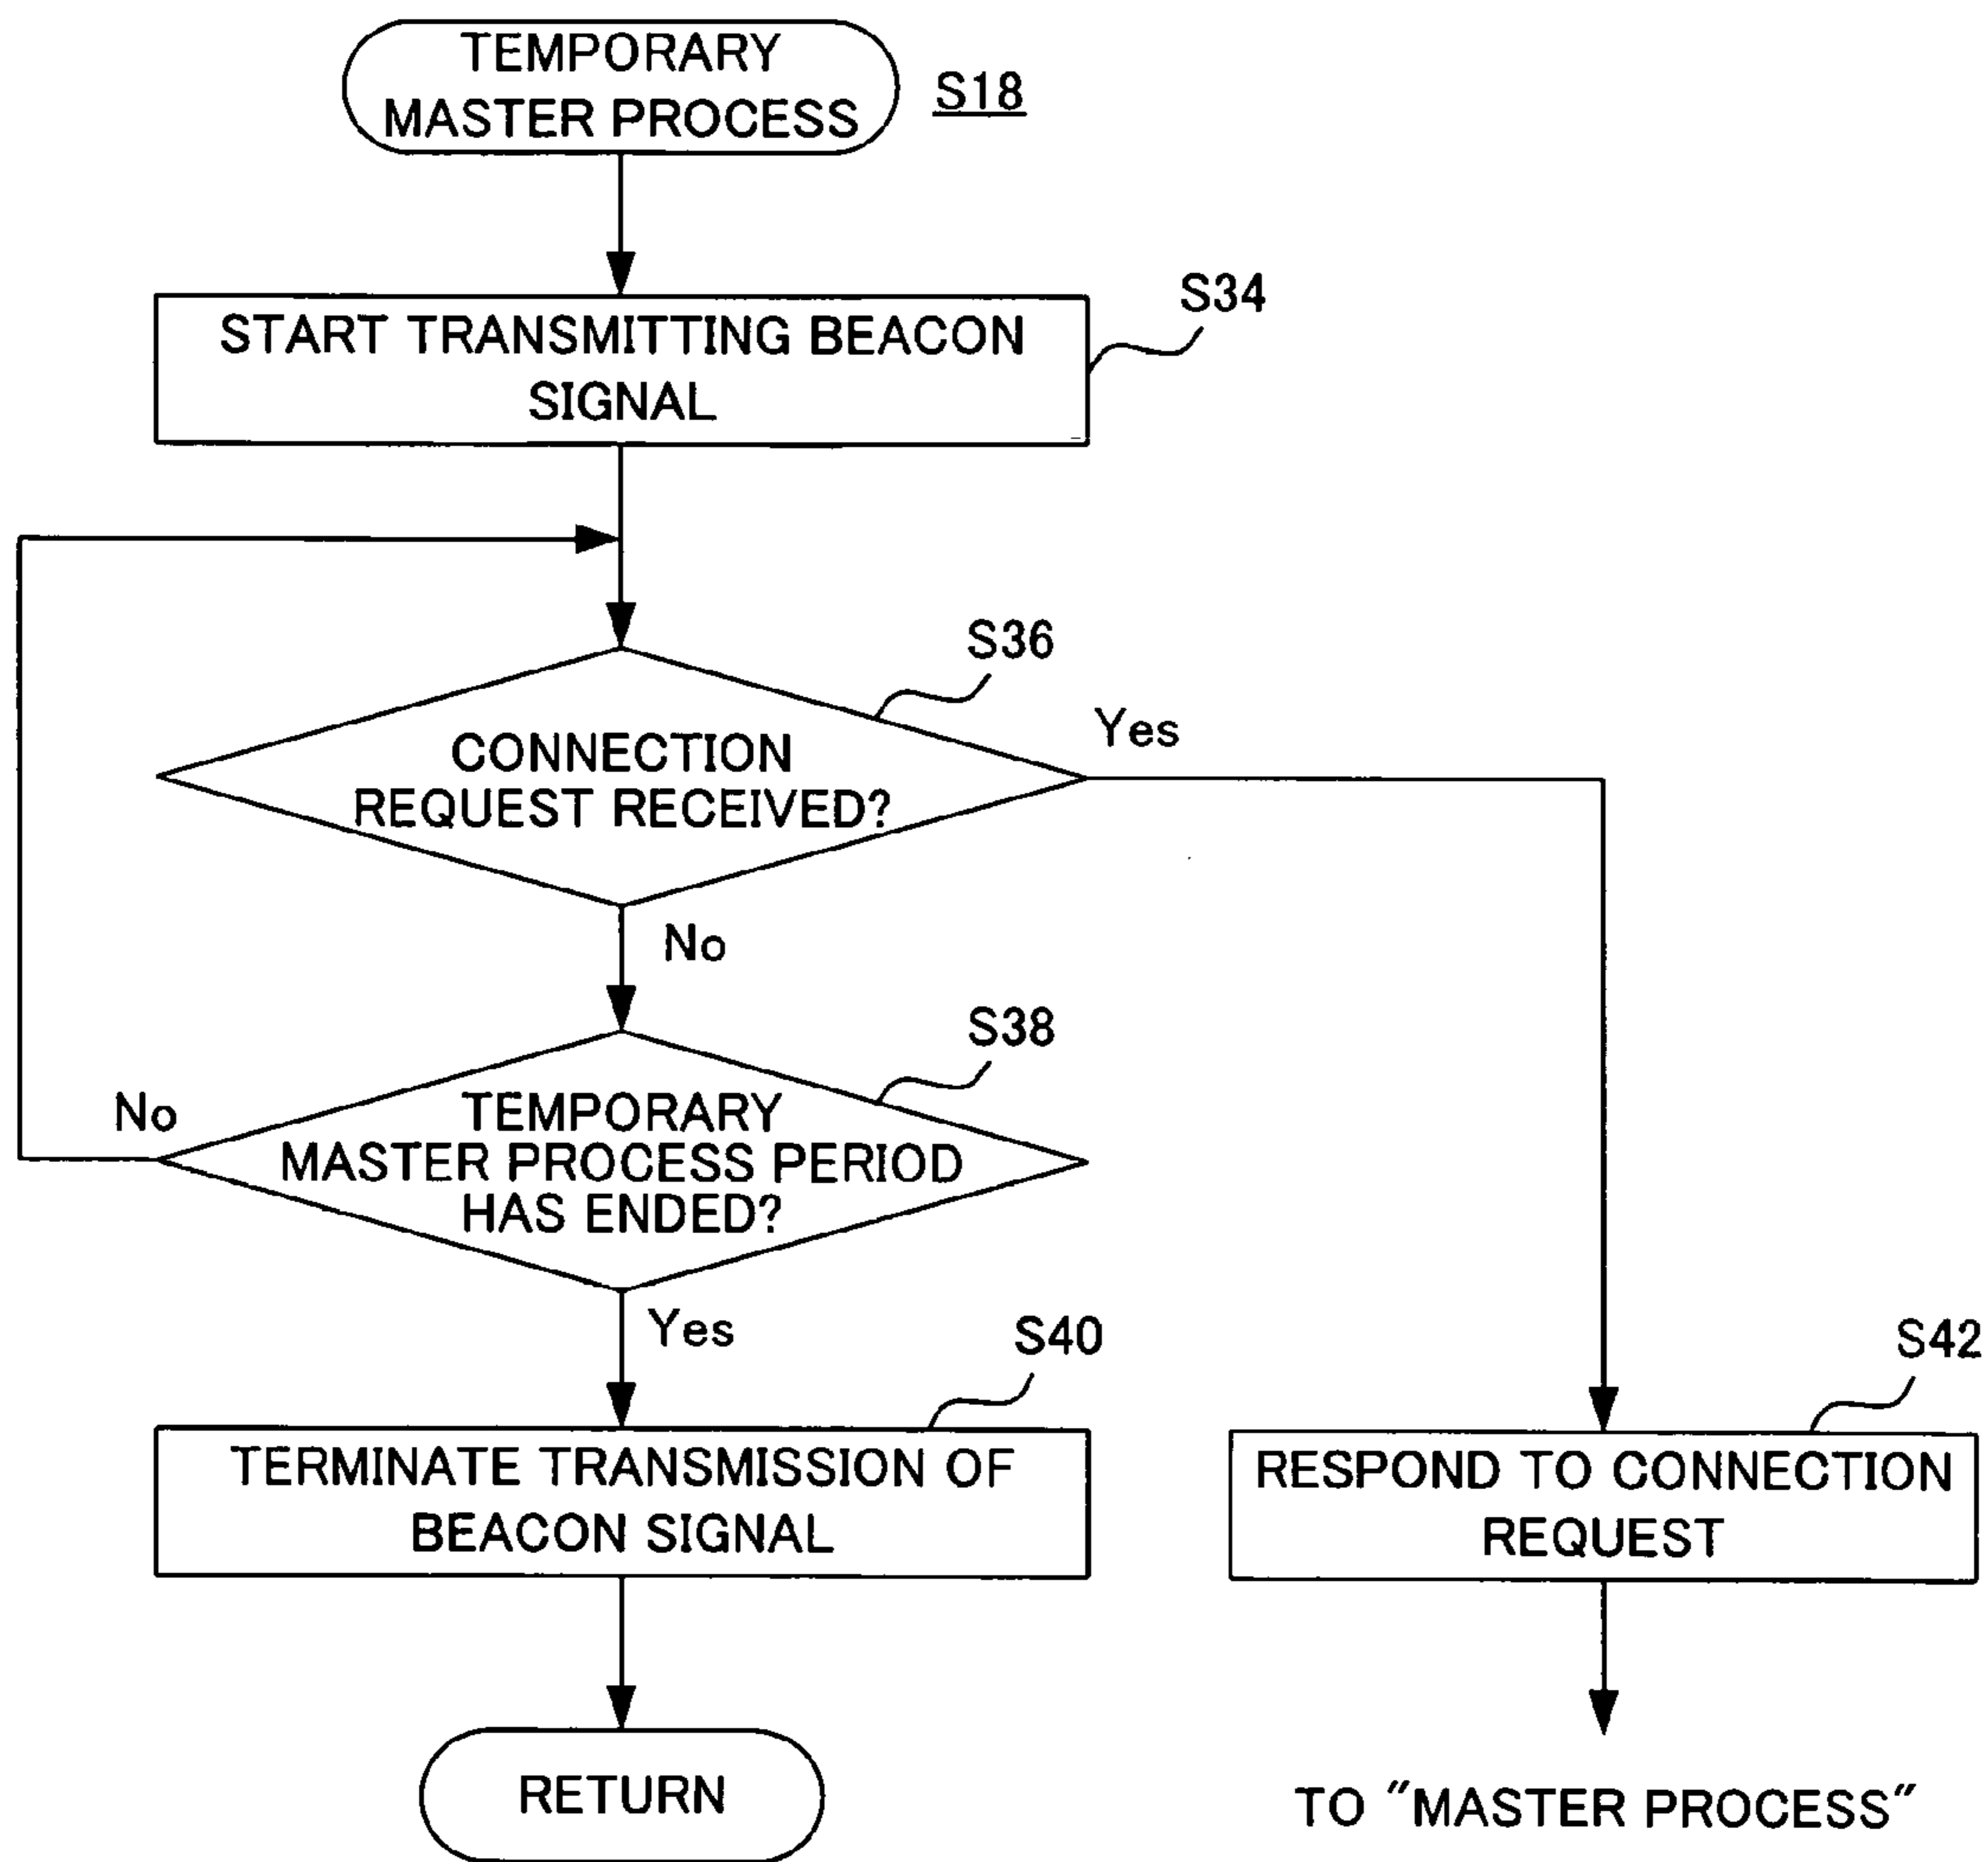 TEMPORARY
MASTER PROCESS
S18
S34
START TRANSMITTING BEACON
SIGNAL
S36
Yes
CONNECTION
REQUEST RECEIVED?
No
S38
No
TEMPORARY
MASTER PROCESS PERIOD
HAS ENDED?
Yes
S40
S42
TERMINATE TRANSMISSION OF
BEACON SIGNAL
RESPOND TO CONNECTION
REQUEST
RETURN
TO "MASTER PROCESS"